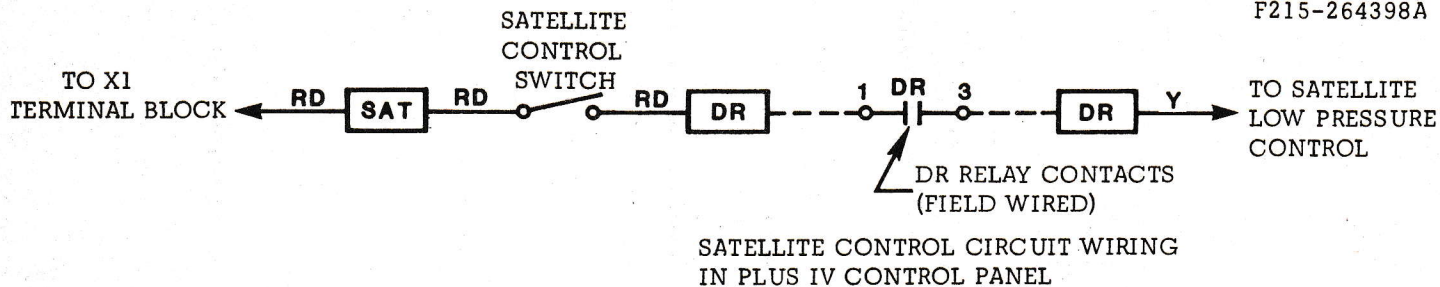 F215-264398A
SATELLITE
CONTROL
SWITCH
TO X1
TERMINAL BLOCK
RD
SAT
RD
RD
DR
1
DR
3
DR
Y
TO SATELLITE
LOW PRESSURE
CONTROL
DR RELAY CONTACTS
(FIELD WIRED)
SATELLITE CONTROL CIRCUIT WIRING
IN PLUS IV CONTROL PANEL